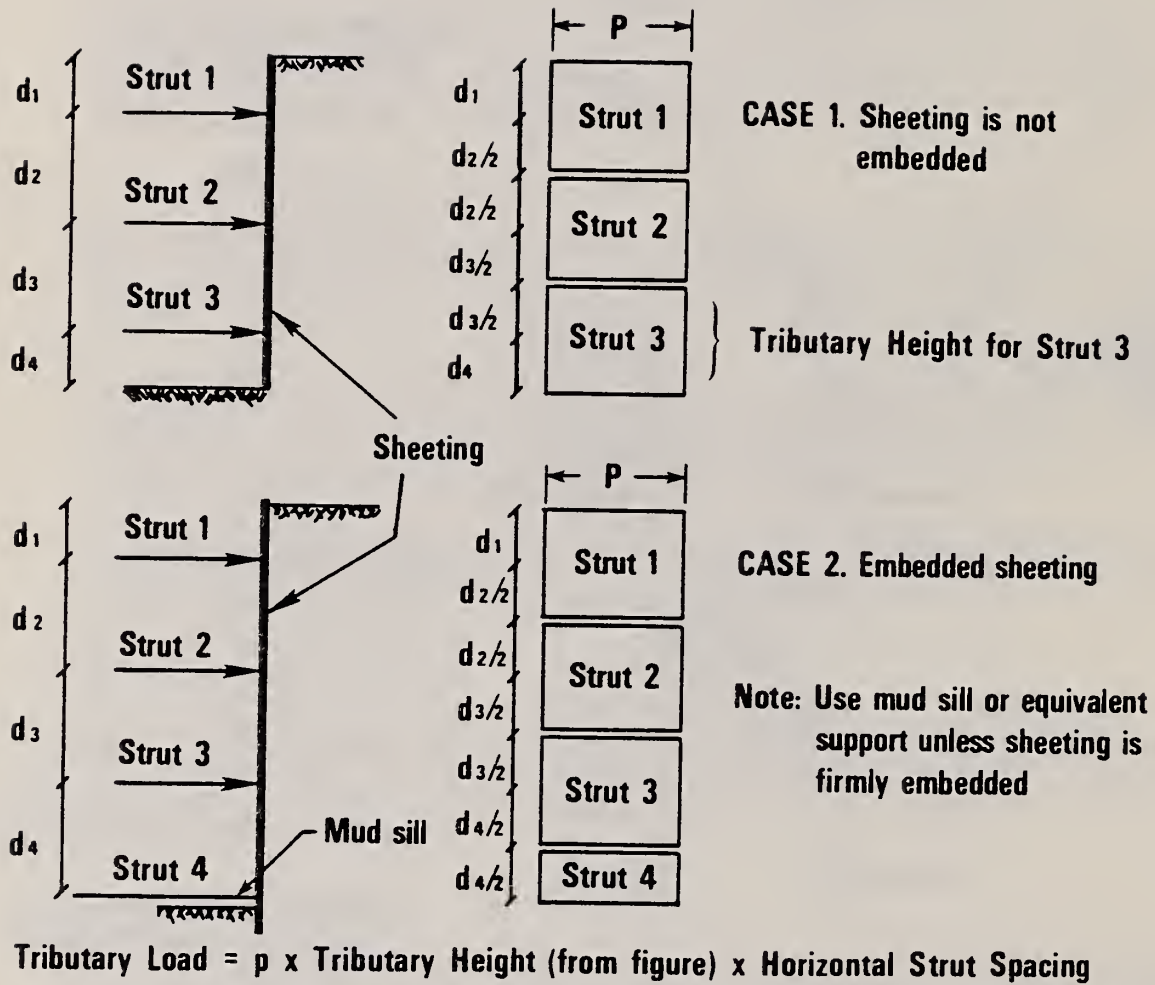 P
d1
Strut 1
d2
Strut 2
d3
Strut 3
d4
d1
Strut 1
d2/2
d2/2
Strut 2
d3/2
d3/2
Strut 3
d4
CASE 1. Sheeting is not
embedded
Tributary Height for Strut 3
Sheeting
P
d1
Strut 1
d2
Strut 2
d3
Strut 3
d4
Strut 4
Mud sill
d1
Strut 1
d2/2
d2/2
Strut 2
d3/2
d3/2
Strut 3
d4/2
d4/2
Strut 4
CASE 2. Embedded sheeting
Note: Use mud sill or equivalent
support unless sheeting is
firmly embedded
Tributary Load = p x Tributary Height (from figure) x Horizontal Strut Spacing